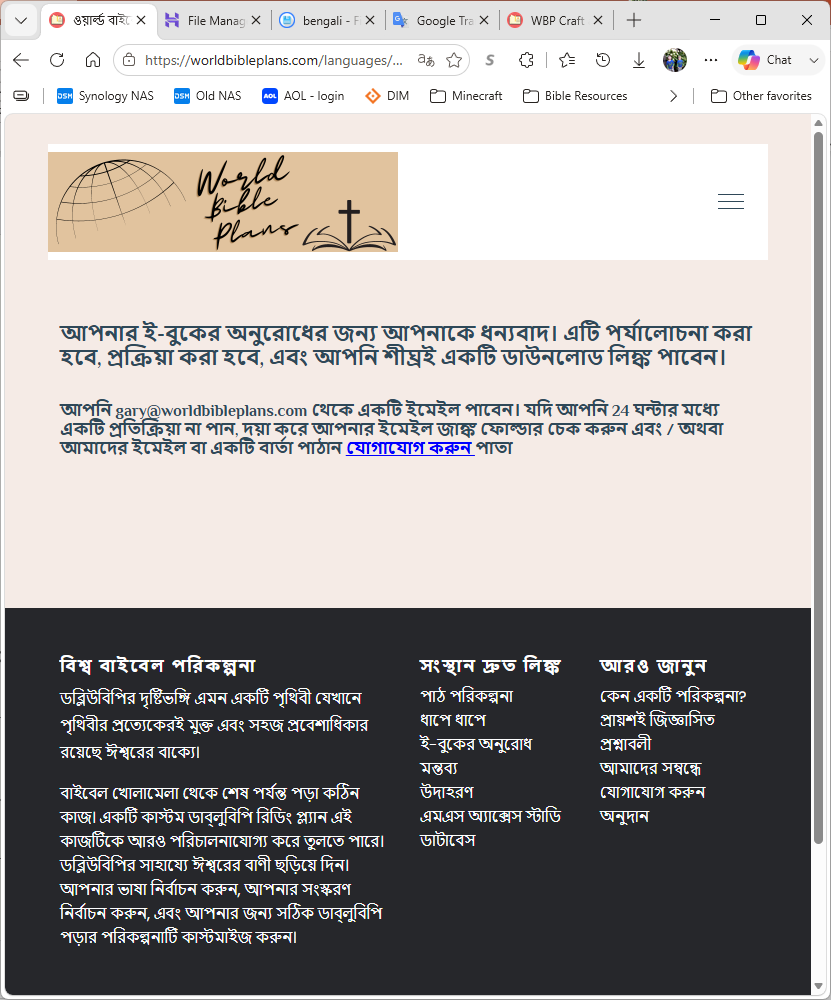 ওয়ার্ল্ড বাইবে
File Manag
bengali - Fi
Google Tra
WBP Craft
https://worldbibleplans.com/languages/...
Chat
Synology NAS
Old NAS
AOL - login
DIM
Minecraft
Bible Resources
Other favorites
World
Bible
Plans
আপনার ই-বুকের অনুরোধের জন্য আপনাকে ধন্যবাদ। এটি পর্যালোচনা করা
হবে, প্রক্রিয়া করা হবে, এবং আপনি শীঘ্রই একটি ডাউনলোড লিঙ্ক পাবেন।
আপনি gary@worldbibleplans.com থেকে একটি ইমেইল পাবেন। যদি আপনি 24 ঘন্টার মধ্যে
একটি প্রতিক্রিয়া না পান, দয়া করে আপনার ইমেইল জাঙ্ক ফোল্ডার চেক করুন এবং / অথবা
আমাদের ইমেইল বা একটি বার্তা পাঠান যোগাযোগ করুন পাতা
বিশ্ব বাইবেল পরিকল্পনা
ডব্লিউবিপির দৃষ্টিভঙ্গি এমন একটি পৃথিবী যেখানে
পৃথিবীর প্রত্যেকেরই মুক্ত এবং সহজ প্রবেশাধিকার
রয়েছে ঈশ্বরের বাক্যে।
বাইবেল খোলামেলা থেকে শেষ পর্যন্ত পড়া কঠিন
কাজ। একটি কাস্টম ডাব্লুবিপি রিডিং প্ল্যান এই
কাজটিকে আরও পরিচালনাযোগ্য করে তুলতে পারে।
ডব্লিউবিপির সাহায্যে ঈশ্বরের বাণী ছড়িয়ে দিন।
আপনার ভাষা নির্বাচন করুন, আপনার সংস্করণ
নির্বাচন করুন, এবং আপনার জন্য সঠিক ডাব্লুবিপি
পড়ার পরিকল্পনাটি কাস্টমাইজ করুন।
সংস্থান দ্রুত লিঙ্ক
পাঠ পরিকল্পনা
ধাপে ধাপে
ই-বুকের অনুরোধ
মন্তব্য
উদাহরণ
এমএস অ্যাক্সেস স্টাডি
ডাটাবেস
আরও জানুন
কেন একটি পরিকল্পনা?
প্রায়শই জিজ্ঞাসিত
প্রশ্নাবলী
আমাদের সম্বন্ধে
যোগাযোগ করুন
অনুদান